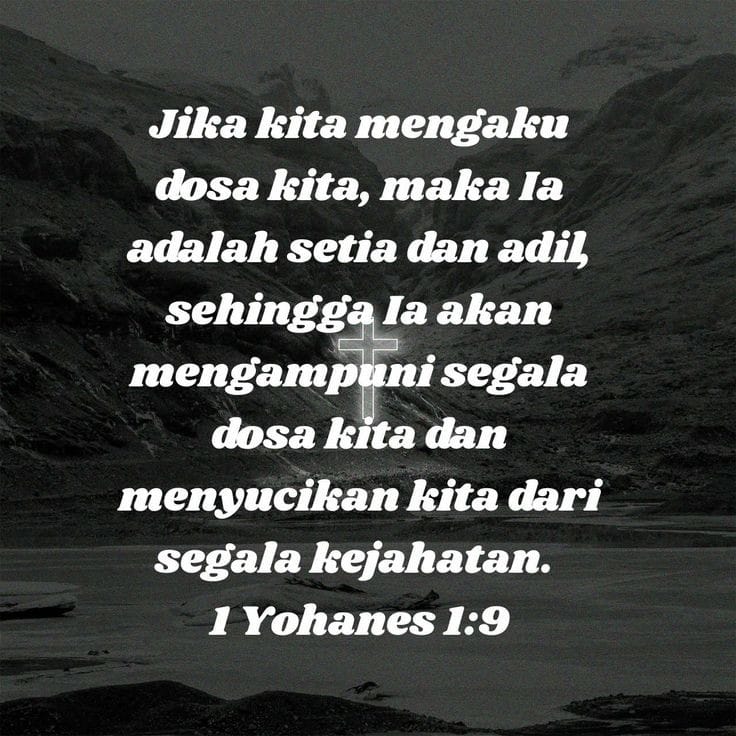 Jika kita mengaku
dosa kita, maka Ia
adalah setia dan adil,
sehingga Ia akan
mengampuni segala
dosa kita dan
menyucikan kita dari
segala kejahatan.
1 Yohanes 1:9